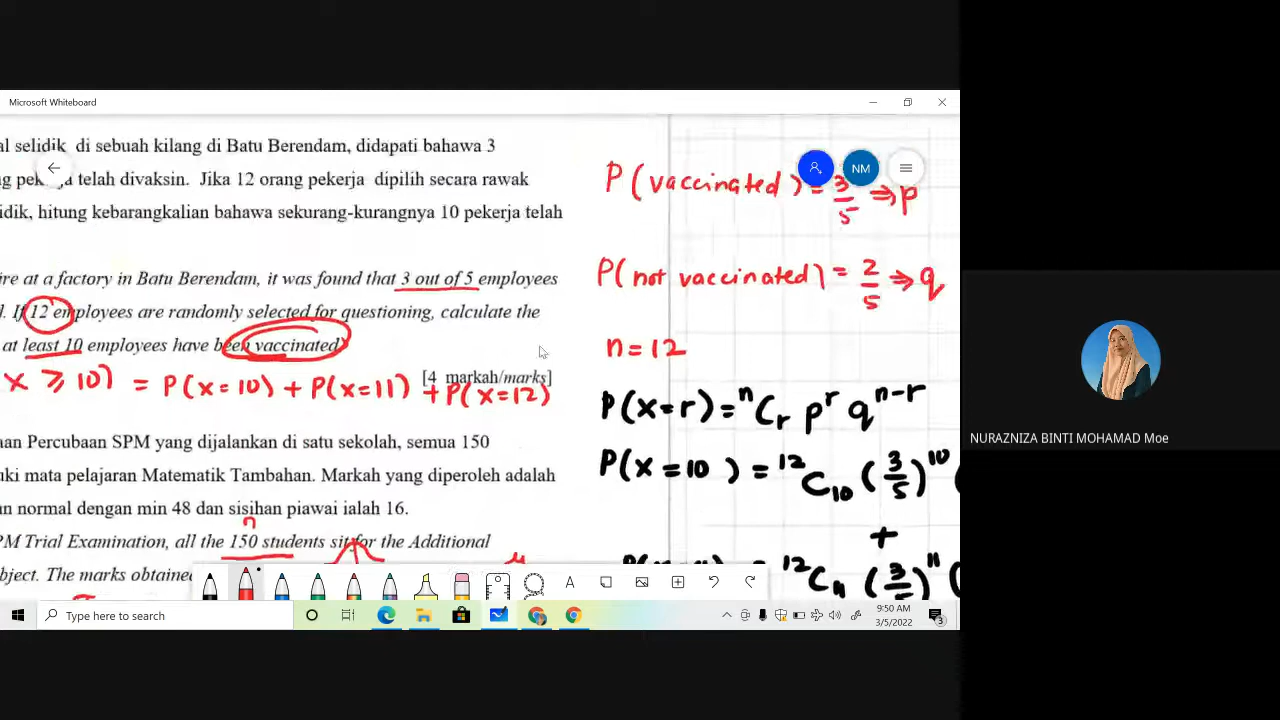 Microsoft Whiteboard
al selidik di sebuah kilang di Batu Berendam, didapati bahawa 3
telah divaksin. Jika 12 orang pekerja dipilih secara rawak
idik, hitung kebarangkalian bahawa sekurang-kurangnya 10 pekerja telah
ire at a factory in Batu Berendam, it was found that 3 out of 5 employees
d. If 12 employees are randomly selected for questioning, calculate the
at least 10 employees have been vaccinated
[4 markah/marks]
x ⩾ 10) = P(x=10) + P(x=11) + P(x=12)
aan Percubaan SPM yang dijalankan di satu sekolah, semua 150
uki mata pelajaran Matematik Tambahan. Markah yang diperoleh adalah
an normal dengan min 48 dan sisihan piawai ialah 16.
n
PM Trial Examination, all the 150 students sit for the Additional
bject. The marks obtained
μ
P(vaccinated) = 3/5 ⇒ p
P(not vaccinated) = 2/5 ⇒ q
n = 12
P(x=r) = ⁿCᵣ pʳ qⁿ⁻ʳ
P(x=10) = ¹²C₁₀ (3/5)¹⁰ (
+
¹²C₁₁ (3/5)¹¹ (
NM
NURAZNIZA BINTI MOHAMAD Moe
A
Type here to search
9:50 AM
3/5/2022
3